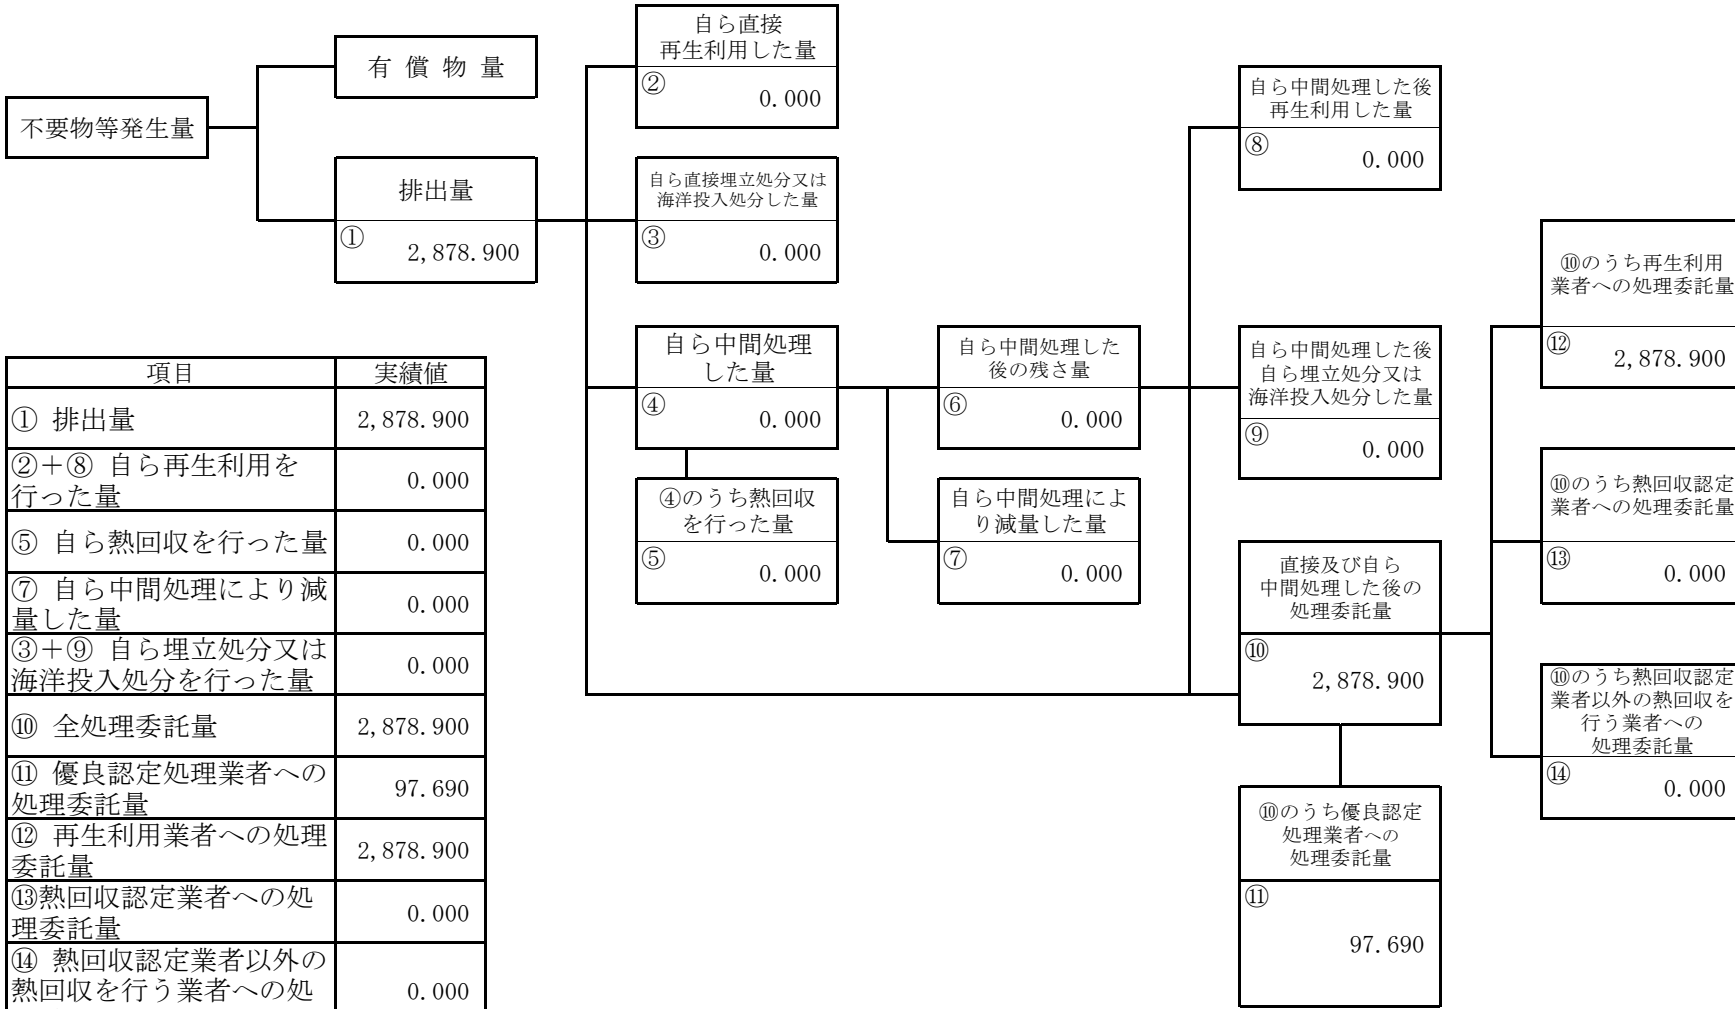 不要物等発生量
有 償 物 量
排出量
① 2,878.900
自ら直接
再生利用した量
② 0.000
自ら直接埋立処分又は
海洋投入処分した量
③ 0.000
自ら中間処理
した量
④ 0.000
④のうち熱回収
を行った量
⑤ 0.000
自ら中間処理した
後の残さ量
⑥ 0.000
自ら中間処理によ
り減量した量
⑦ 0.000
自ら中間処理した後
再生利用した量
⑧ 0.000
自ら中間処理した後
自ら埋立処分又は
海洋投入処分した量
⑨ 0.000
直接及び自ら
中間処理した後の
処理委託量
⑩ 2,878.900
⑩のうち優良認定
処理業者への
処理委託量
⑪ 97.690
⑩のうち再生利用
業者への処理委託量
⑫ 2,878.900
⑩のうち熱回収認定
業者への処理委託量
⑬ 0.000
⑩のうち熱回収認定
業者以外の熱回収を
行う業者への
処理委託量
⑭ 0.000
項目 実績値
① 排出量 2,878.900
②＋⑧ 自ら再生利用を
行った量 0.000
⑤ 自ら熱回収を行った量 0.000
⑦ 自ら中間処理により減
量した量 0.000
③＋⑨ 自ら埋立処分又は
海洋投入処分を行った量 0.000
⑩ 全処理委託量 2,878.900
⑪ 優良認定処理業者への
処理委託量 97.690
⑫ 再生利用業者への処理
委託量 2,878.900
⑬熱回収認定業者への処
理委託量 0.000
⑭ 熱回収認定業者以外の
熱回収を行う業者への処 0.000